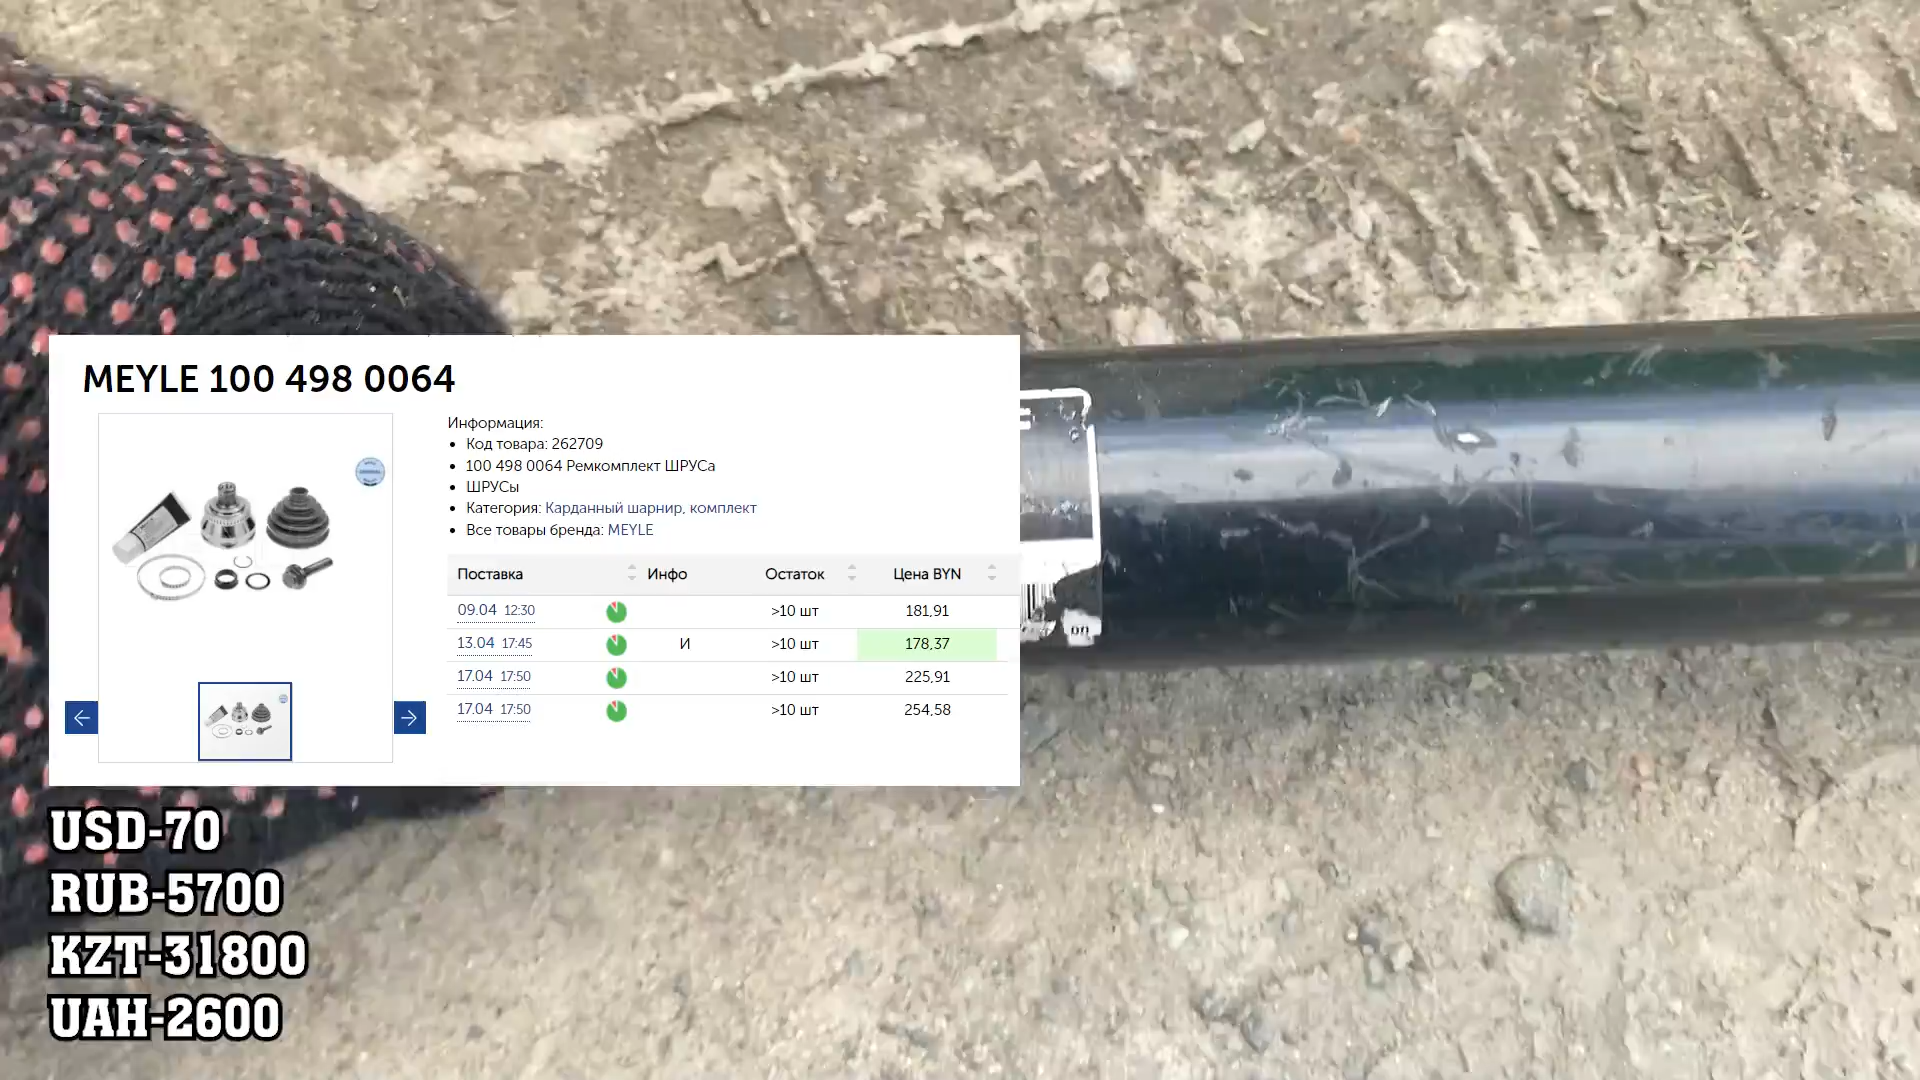 MEYLE 100 498 0064
Информация:
Код товара: 262709
100 498 0064 Ремкомплект ШРУСа
ШРУСы
Категория: Карданный шарнир, комплект
Все товары бренда: MEYLE
Поставка Инфо Остаток Цена BYN
09.04 12:30 >10 шт 181,91
13.04 17:45 И >10 шт 178,37
17.04 17:50 >10 шт 225,91
17.04 17:50 >10 шт 254,58
USD-70
RUB-5700
KZT-31800
UAH-2600